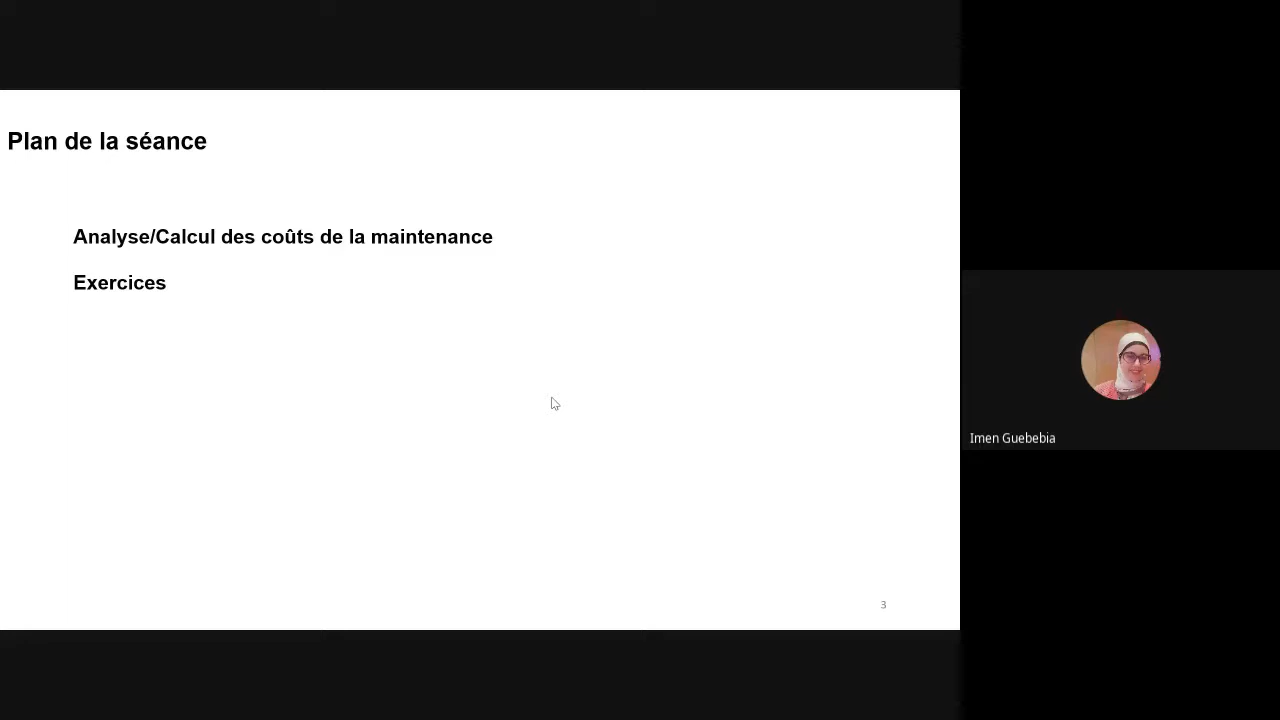 Plan de la séance
Analyse/Calcul des coûts de la maintenance
Exercices
3
Imen Guebebia